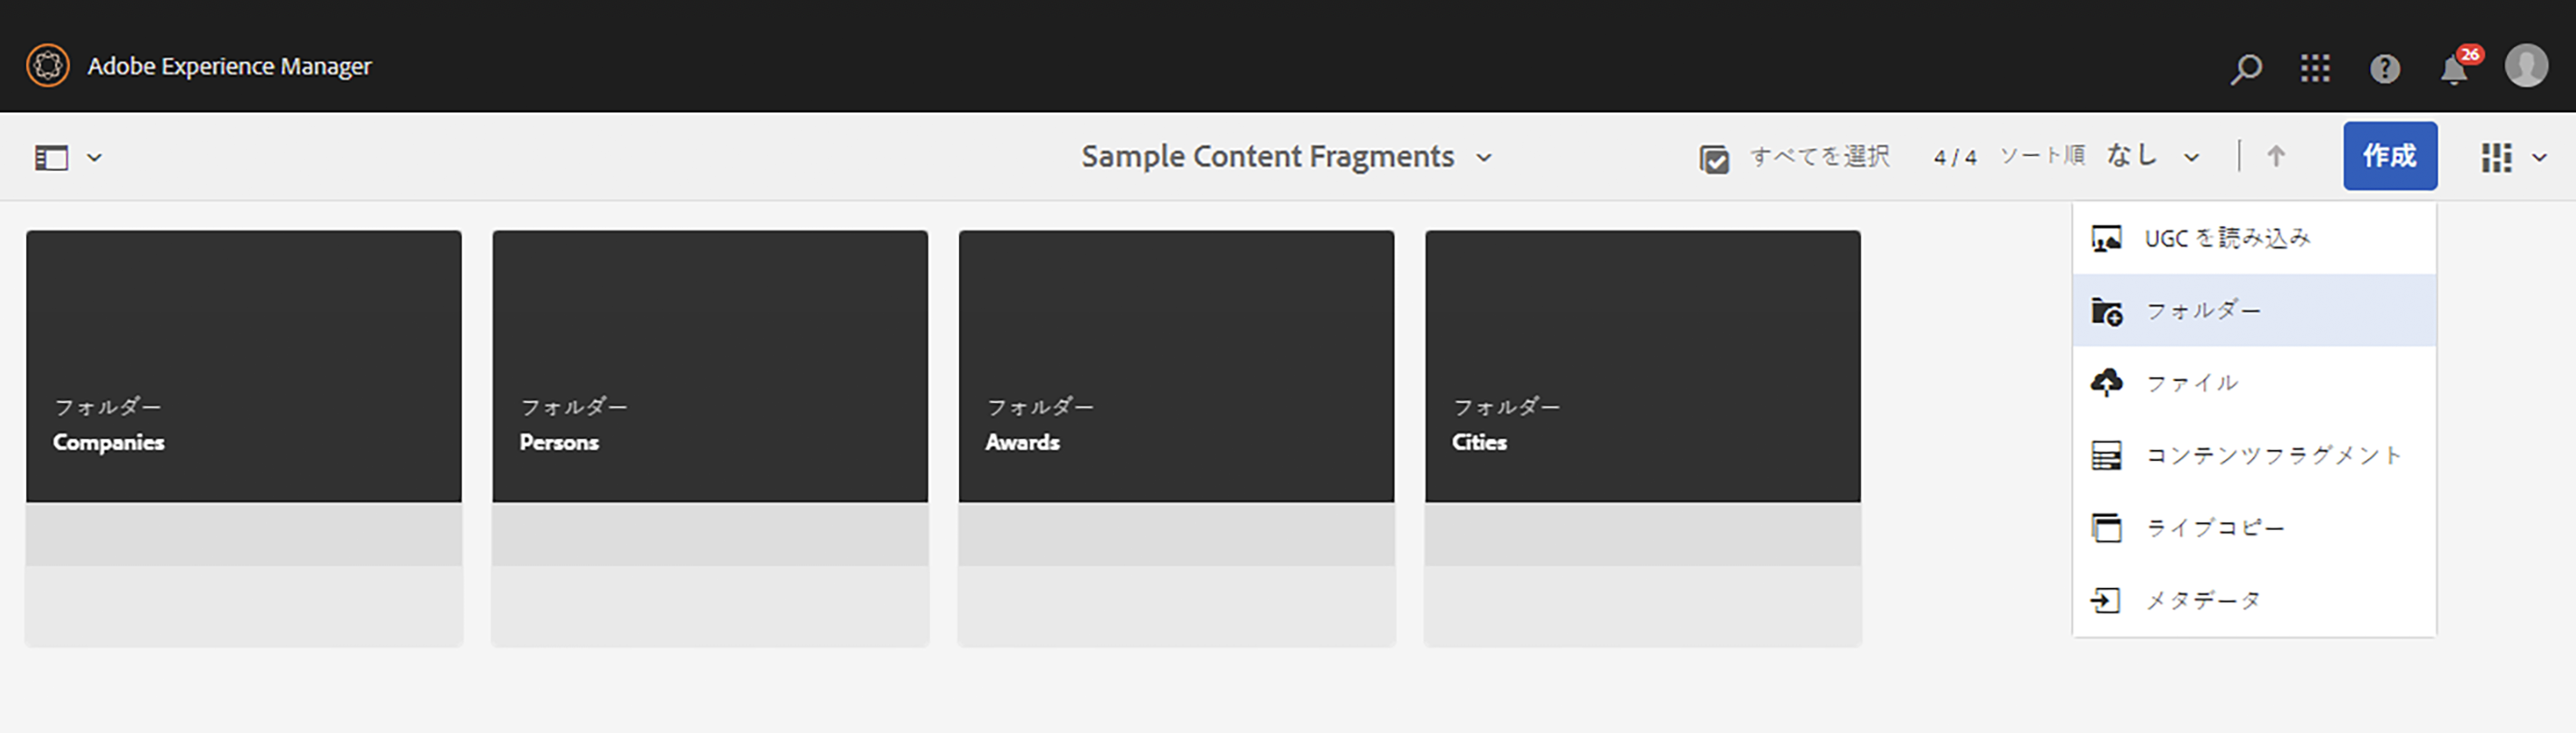 Adobe Experience Manager
26
Sample Content Fragments
すべてを選択
4 / 4
ソート順
なし
作成
UGC を読み込み
フォルダー
ファイル
コンテンツフラグメント
ライブコピー
メタデータ
フォルダー
Companies
フォルダー
Persons
フォルダー
Awards
フォルダー
Cities